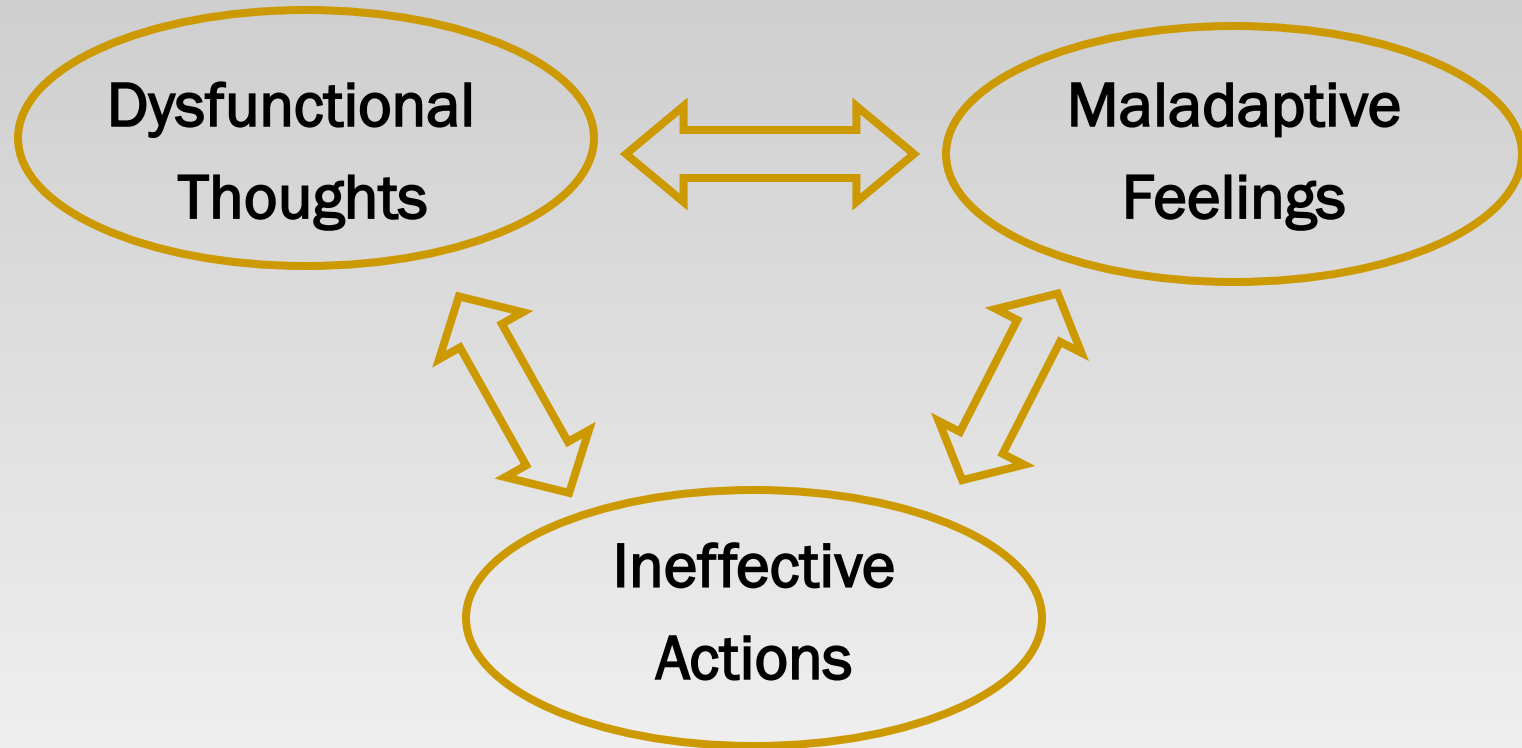 Dysfunctional
Thoughts
Maladaptive
Feelings
Ineffective
Actions